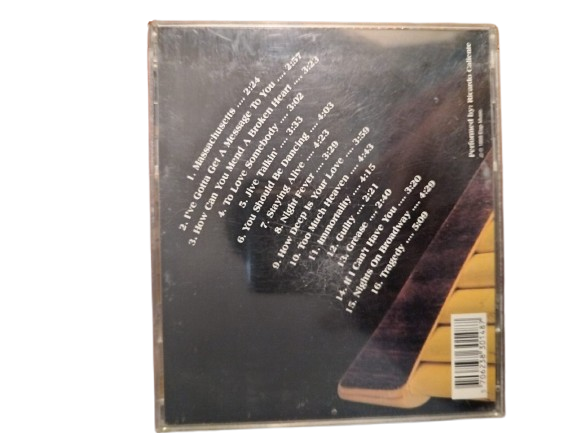 1. Massachusetts .... 2:24
2. I've Gotta Get A Message To You .... 2:57
3. How Can You Mend A Broken Heart .... 3:23
4. To Love Somebody .... 3:02
5. Jive Talkin' .... 3:33
6. You Should Be Dancing .... 4:03
7. Staying Alive .... 4:23
8. Night Fever .... 3:29
9. How Deep Is Your Love .... 3:59
10. Too Much Heaven .... 4:43
11. Immortality .... 4:15
12. Guilty .... 2:21
13. Grease .... 2:40
14. If I Can't Have You .... 3:20
15. Nights On Broadway .... 4:29
16. Tragedy .... 5:09
Performed by: Ricardo Caliente